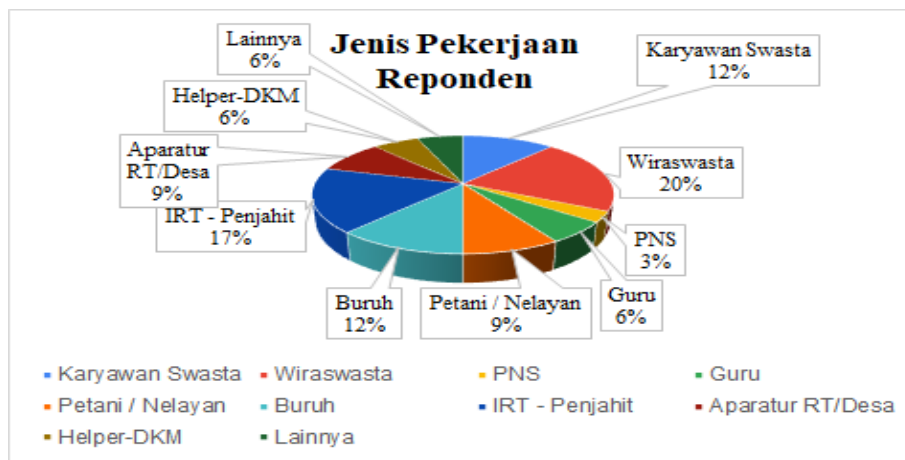 Jenis Pekerjaan
Reponden
Karyawan Swasta
12%
Wiraswasta
20%
PNS
3%
Guru
6%
Petani / Nelayan
9%
Buruh
12%
IRT - Penjahit
17%
Aparatur
RT/Desa
9%
Helper-DKM
6%
Lainnya
6%
Karyawan Swasta
Wiraswasta
PNS
Guru
Petani / Nelayan
Buruh
IRT - Penjahit
Aparatur RT/Desa
Helper-DKM
Lainnya